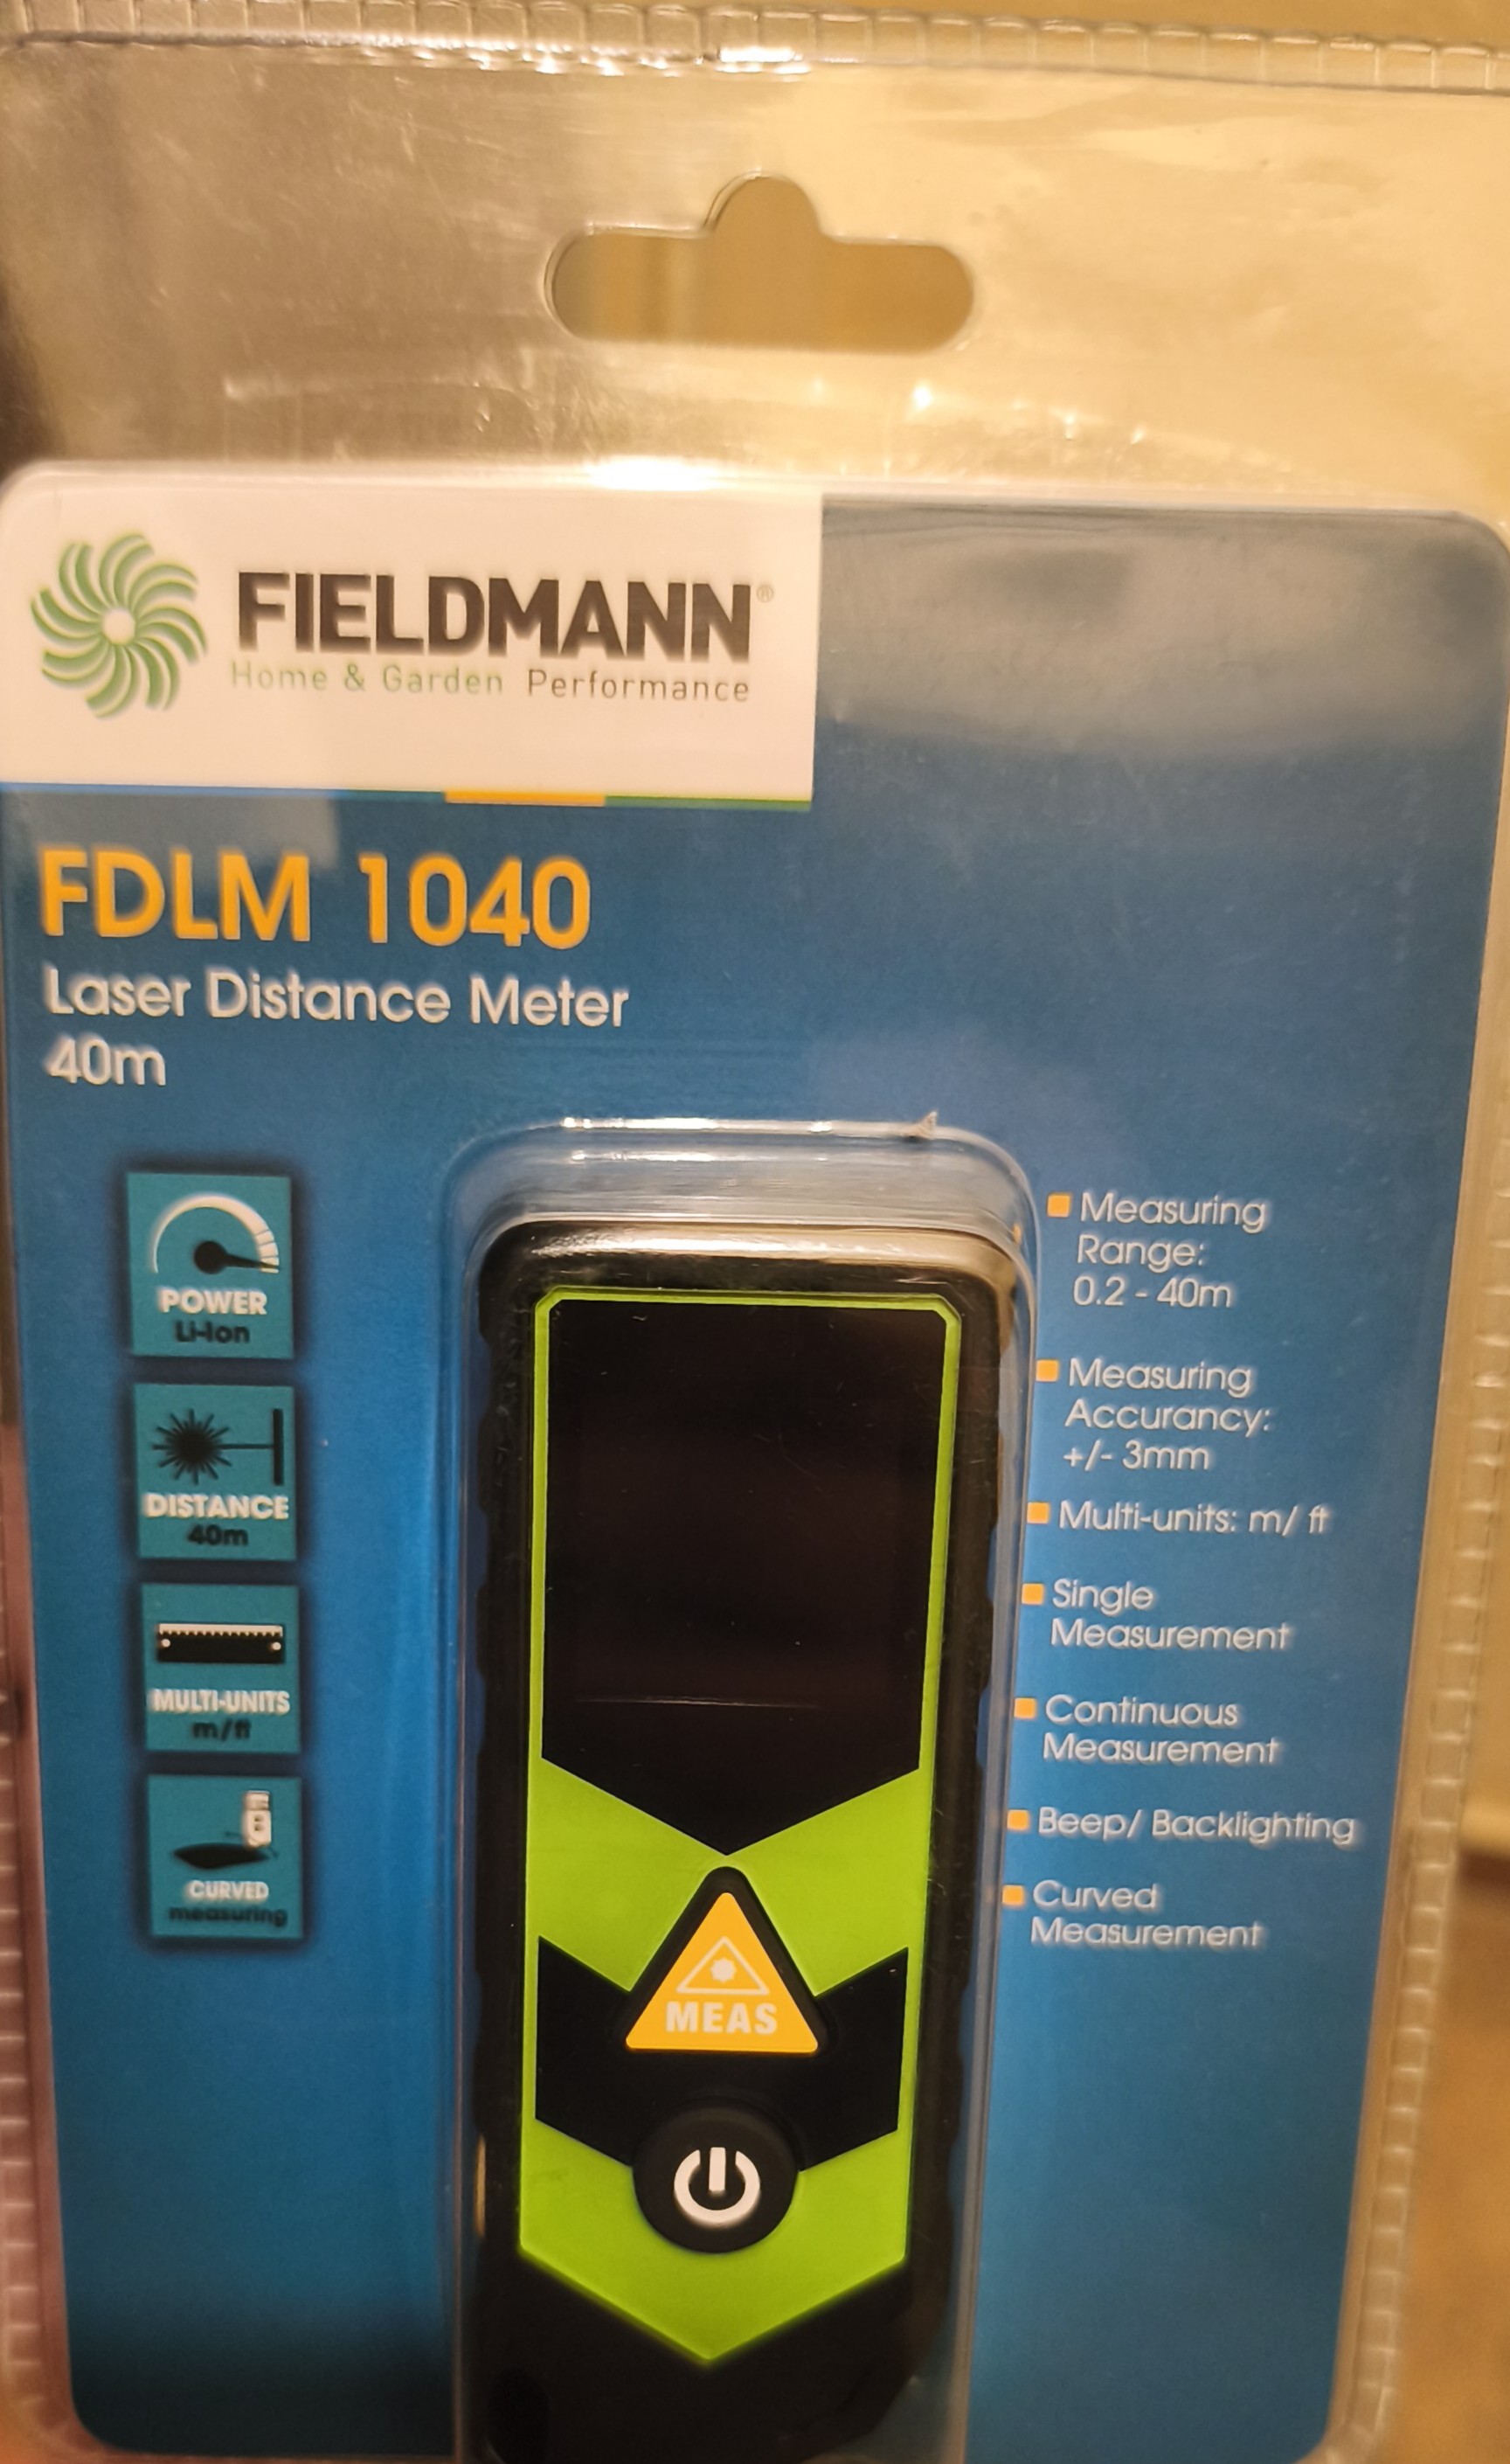 FIELDMANN®
Home & Garden Performance
FDLM 1040
Laser Distance Meter
40m
POWER
Li-Ion
DISTANCE
40m
MULTI-UNITS
m/ft
CURVED
measuring
Measuring
Range:
0.2 - 40m
Measuring
Accurancy:
+/- 3mm
Multi-units: m/ ft
Single
Measurement
Continuous
Measurement
Beep/ Backlighting
Curved
Measurement
MEAS